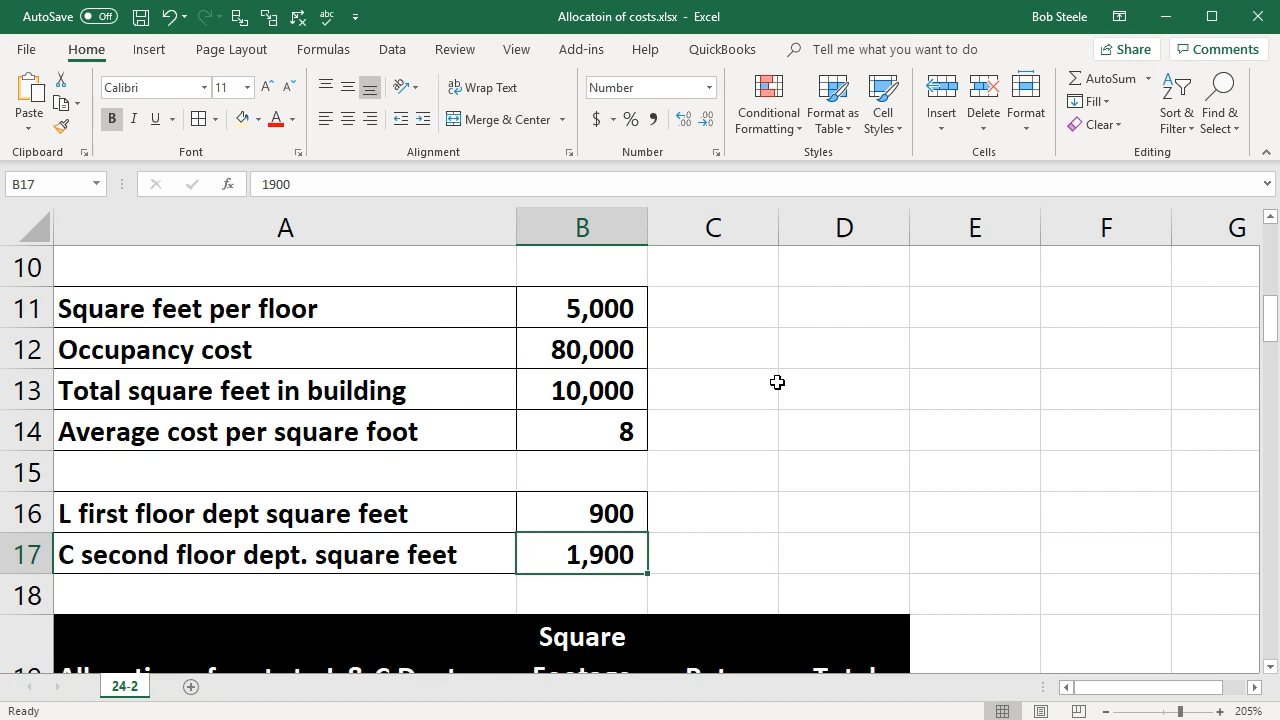 AutoSave Off
abc
Allocatoin of costs.xlsx - Excel
Bob Steele
File Home Insert Page Layout Formulas Data Review View Add-ins Help QuickBooks Tell me what you want to do Share Comments
Paste
Clipboard
Calibri 11 A A
B I U A
Font
Wrap Text
Merge & Center
Alignment
Number
$ % ,
Number
Conditional Formatting
Format as Table
Cell Styles
Styles
Insert Delete Format
Cells
AutoSum
Fill
Clear
Sort & Filter
Find & Select
Editing
B17 fx 1900
A B C D E F G
10
11 Square feet per floor 5,000
12 Occupancy cost 80,000
13 Total square feet in building 10,000
14 Average cost per square foot 8
15
16 L first floor dept square feet 900
17 C second floor dept. square feet 1,900
18
Square
24-2
Ready
205%